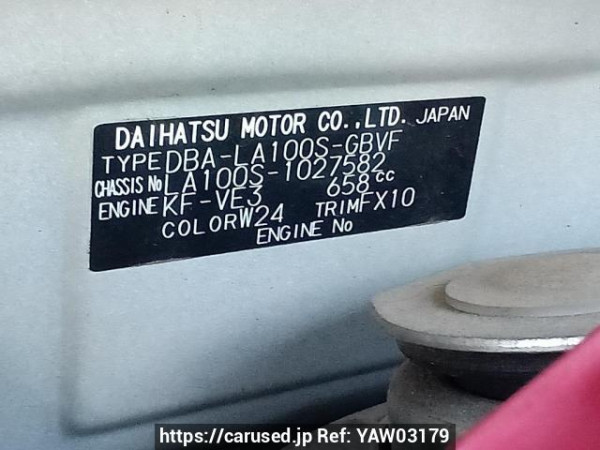 DAIHATSU MOTOR CO.,LTD. JAPAN
TYPE DBA-LA100S-GBVF
CHASSIS No LA100S-1027582
ENGINE KF-VE3 658cc
COLOR W24 TRIM FX10
ENGINE No
https://carused.jp Ref: YAW03179